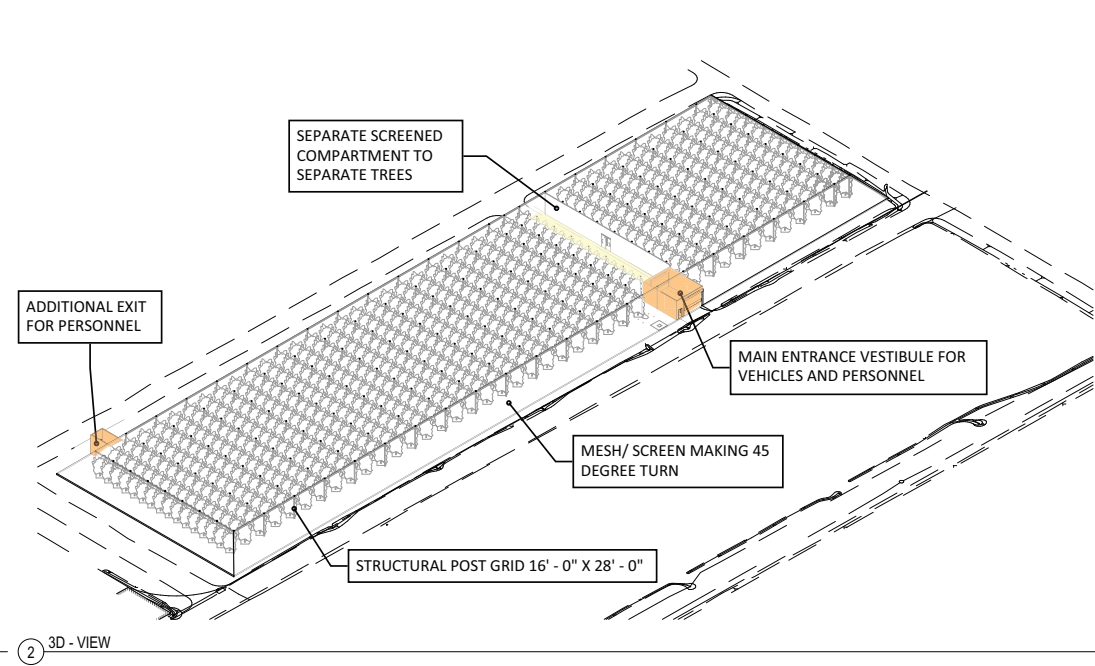 SEPARATE SCREENED
COMPARTMENT TO
SEPARATE TREES
ADDITIONAL EXIT
FOR PERSONNEL
MAIN ENTRANCE VESTIBULE FOR
VEHICLES AND PERSONNEL
MESH/ SCREEN MAKING 45
DEGREE TURN
STRUCTURAL POST GRID 16' - 0" X 28' - 0"
2 3D - VIEW